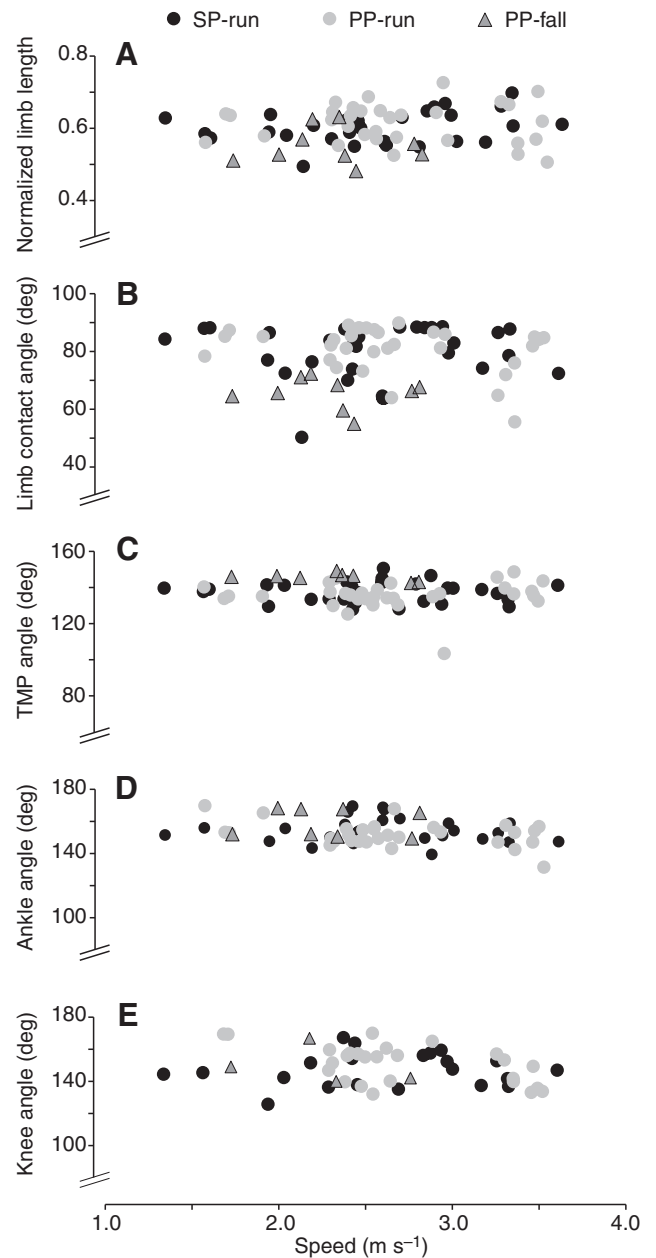 SP-run PP-run PP-fall
A
Normalized limb length
0.8
0.6
0.4
B
Limb contact angle (deg)
100
80
60
40
C
TMP angle (deg)
160
120
80
D
Ankle angle (deg)
180
140
100
E
Knee angle (deg)
180
140
100
1.0 2.0 3.0 4.0
Speed (m s–1)